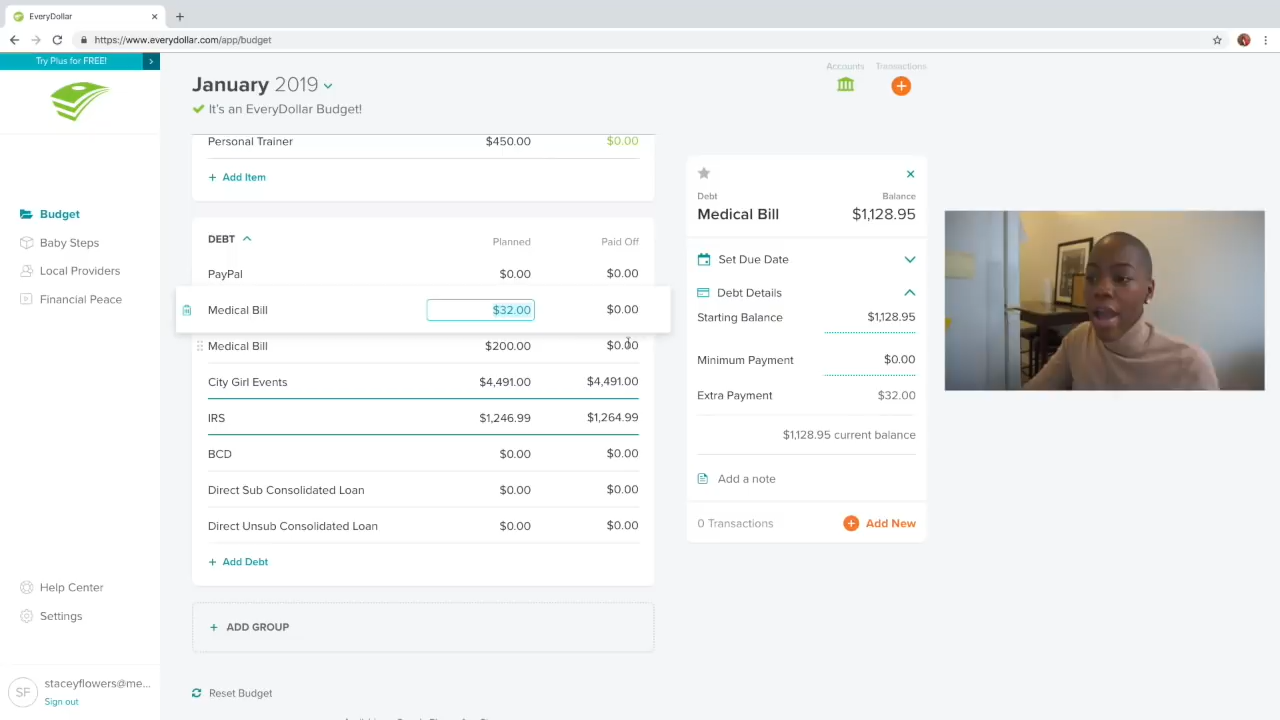 EveryDollar
https://www.everydollar.com/app/budget
Try Plus for FREE!
Budget
Baby Steps
Local Providers
Financial Peace
Help Center
Settings
SF
staceyflowers@me...
Sign out
January 2019
It's an EveryDollar Budget!
Accounts
Transactions
Personal Trainer $450.00 $0.00
+ Add Item
DEBT Planned Paid Off
PayPal $0.00 $0.00
Medical Bill $32.00 $0.00
Medical Bill $200.00 $0.00
City Girl Events $4,491.00 $4,491.00
IRS $1,246.99 $1,264.99
BCD $0.00 $0.00
Direct Sub Consolidated Loan $0.00 $0.00
Direct Unsub Consolidated Loan $0.00 $0.00
+ Add Debt
+ ADD GROUP
Reset Budget
Debt Balance
Medical Bill $1,128.95
Set Due Date
Debt Details
Starting Balance $1,128.95
Minimum Payment $0.00
Extra Payment $32.00
$1,128.95 current balance
Add a note
0 Transactions
Add New